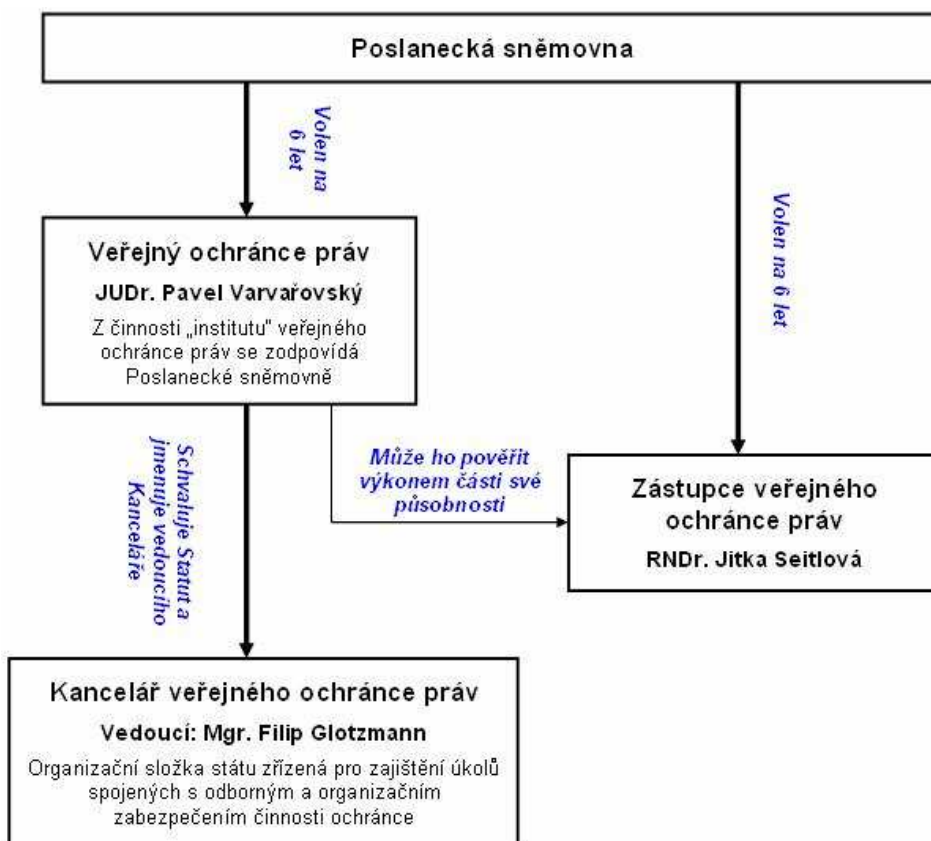 Poslanecká sněmovna
Volen na
6 let
Volen na 6 let
Veřejný ochránce práv
JUDr. Pavel Varvařovský
Z činnosti „institutu" veřejného
ochránce práv se zodpovídá
Poslanecké sněmovně
Schvaluje Statut a
jmenuje vedoucího
Kanceláře
Může ho pověřit
výkonem části své
působnosti
Zástupce veřejného
ochránce práv
RNDr. Jitka Seitlová
Kancelář veřejného ochránce práv
Vedoucí: Mgr. Filip Glotzmann
Organizační složka státu zřízená pro zajištění úkolů
spojených s odborným a organizačním
zabezpečením činnosti ochránce